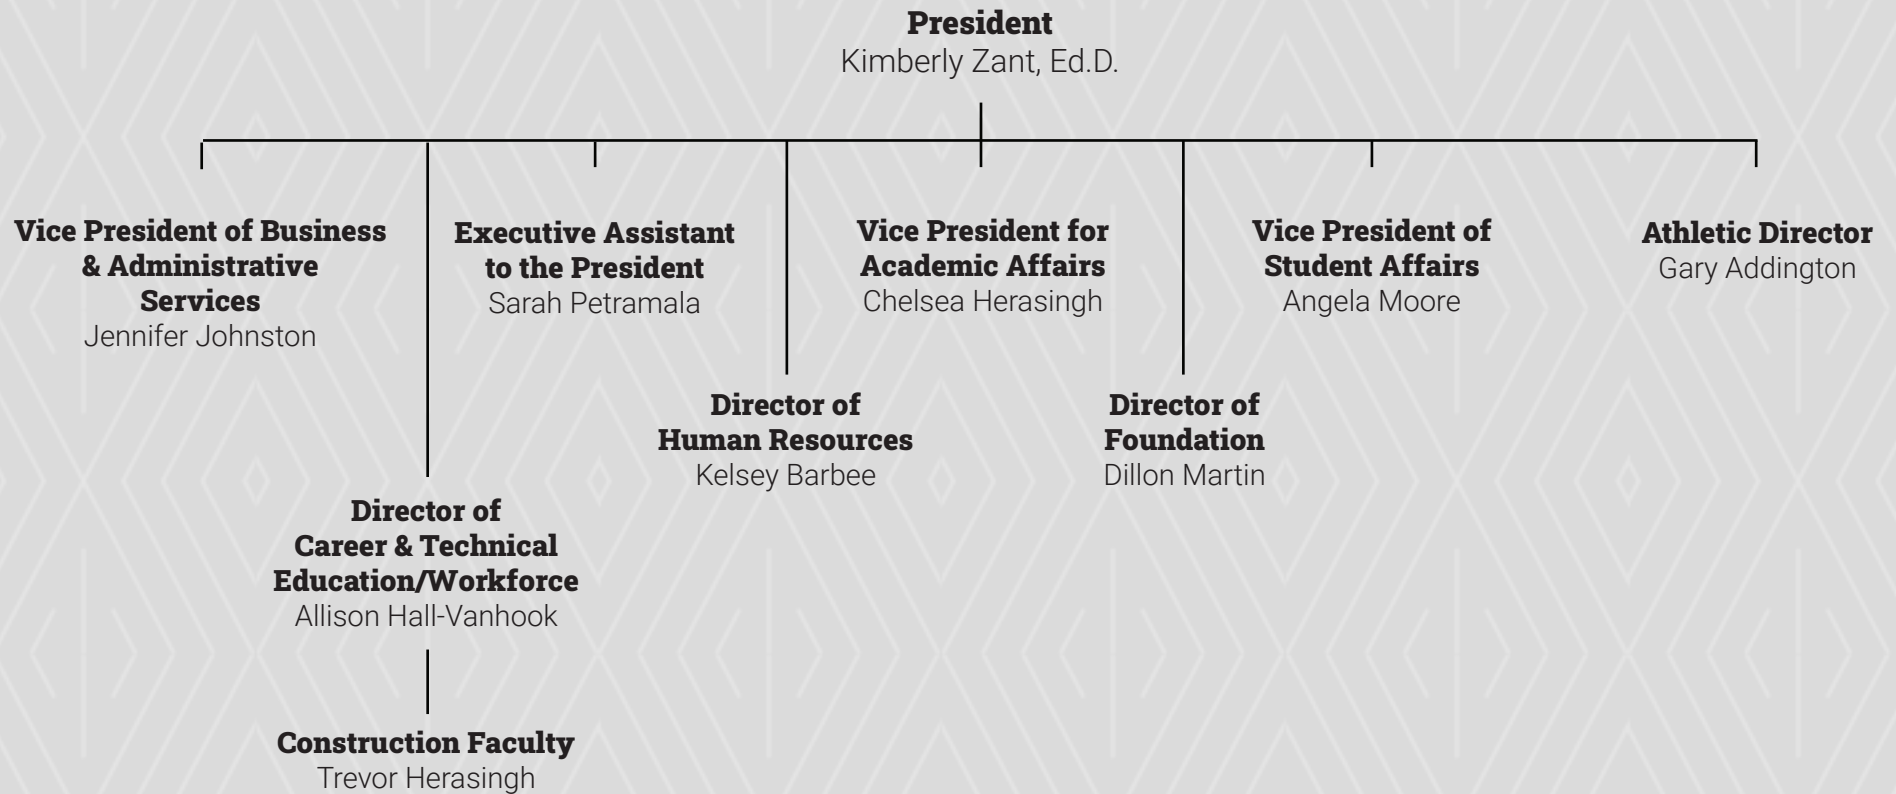 President
Kimberly Zant, Ed.D.
Vice President of Business
& Administrative
Services
Jennifer Johnston
Executive Assistant
to the President
Sarah Petramala
Vice President for
Academic Affairs
Chelsea Herasingh
Vice President of
Student Affairs
Angela Moore
Athletic Director
Gary Addington
Director of
Human Resources
Kelsey Barbee
Director of
Foundation
Dillon Martin
Director of
Career & Technical
Education/Workforce
Allison Hall-Vanhook
Construction Faculty
Trevor Herasingh